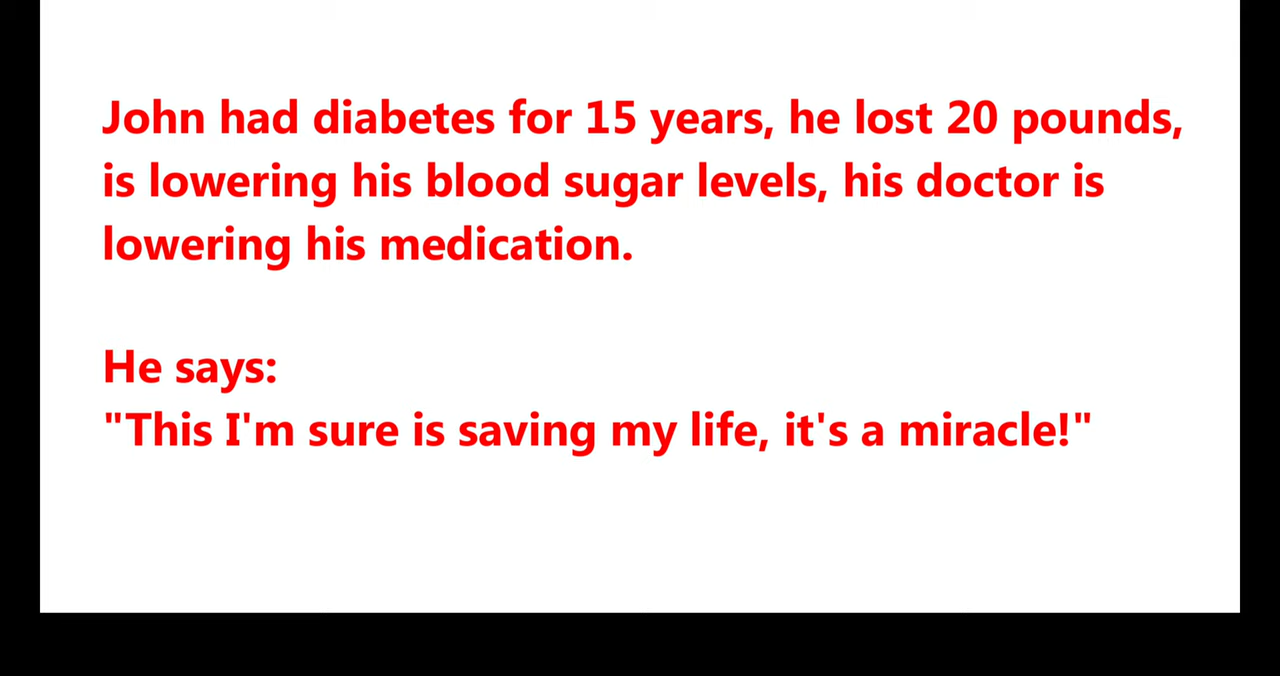 John had diabetes for 15 years, he lost 20 pounds,
is lowering his blood sugar levels, his doctor is
lowering his medication.
He says:
"This I'm sure is saving my life, it's a miracle!"